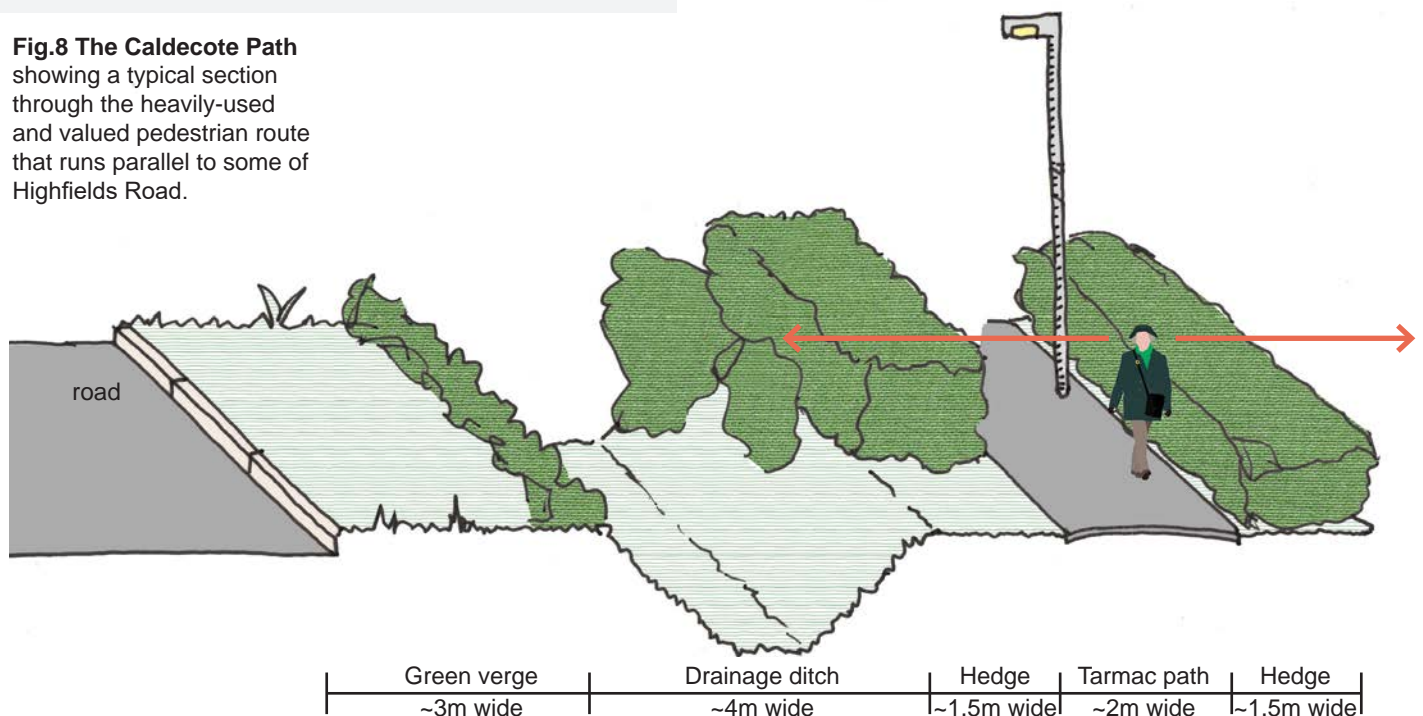 Fig.8 The Caldecote Path
showing a typical section
through the heavily-used
and valued pedestrian route
that runs parallel to some of
Highfields Road.
road
Green verge
~3m wide
Drainage ditch
~4m wide
Hedge
~1.5m wide
Tarmac path
~2m wide
Hedge
~1.5m wide